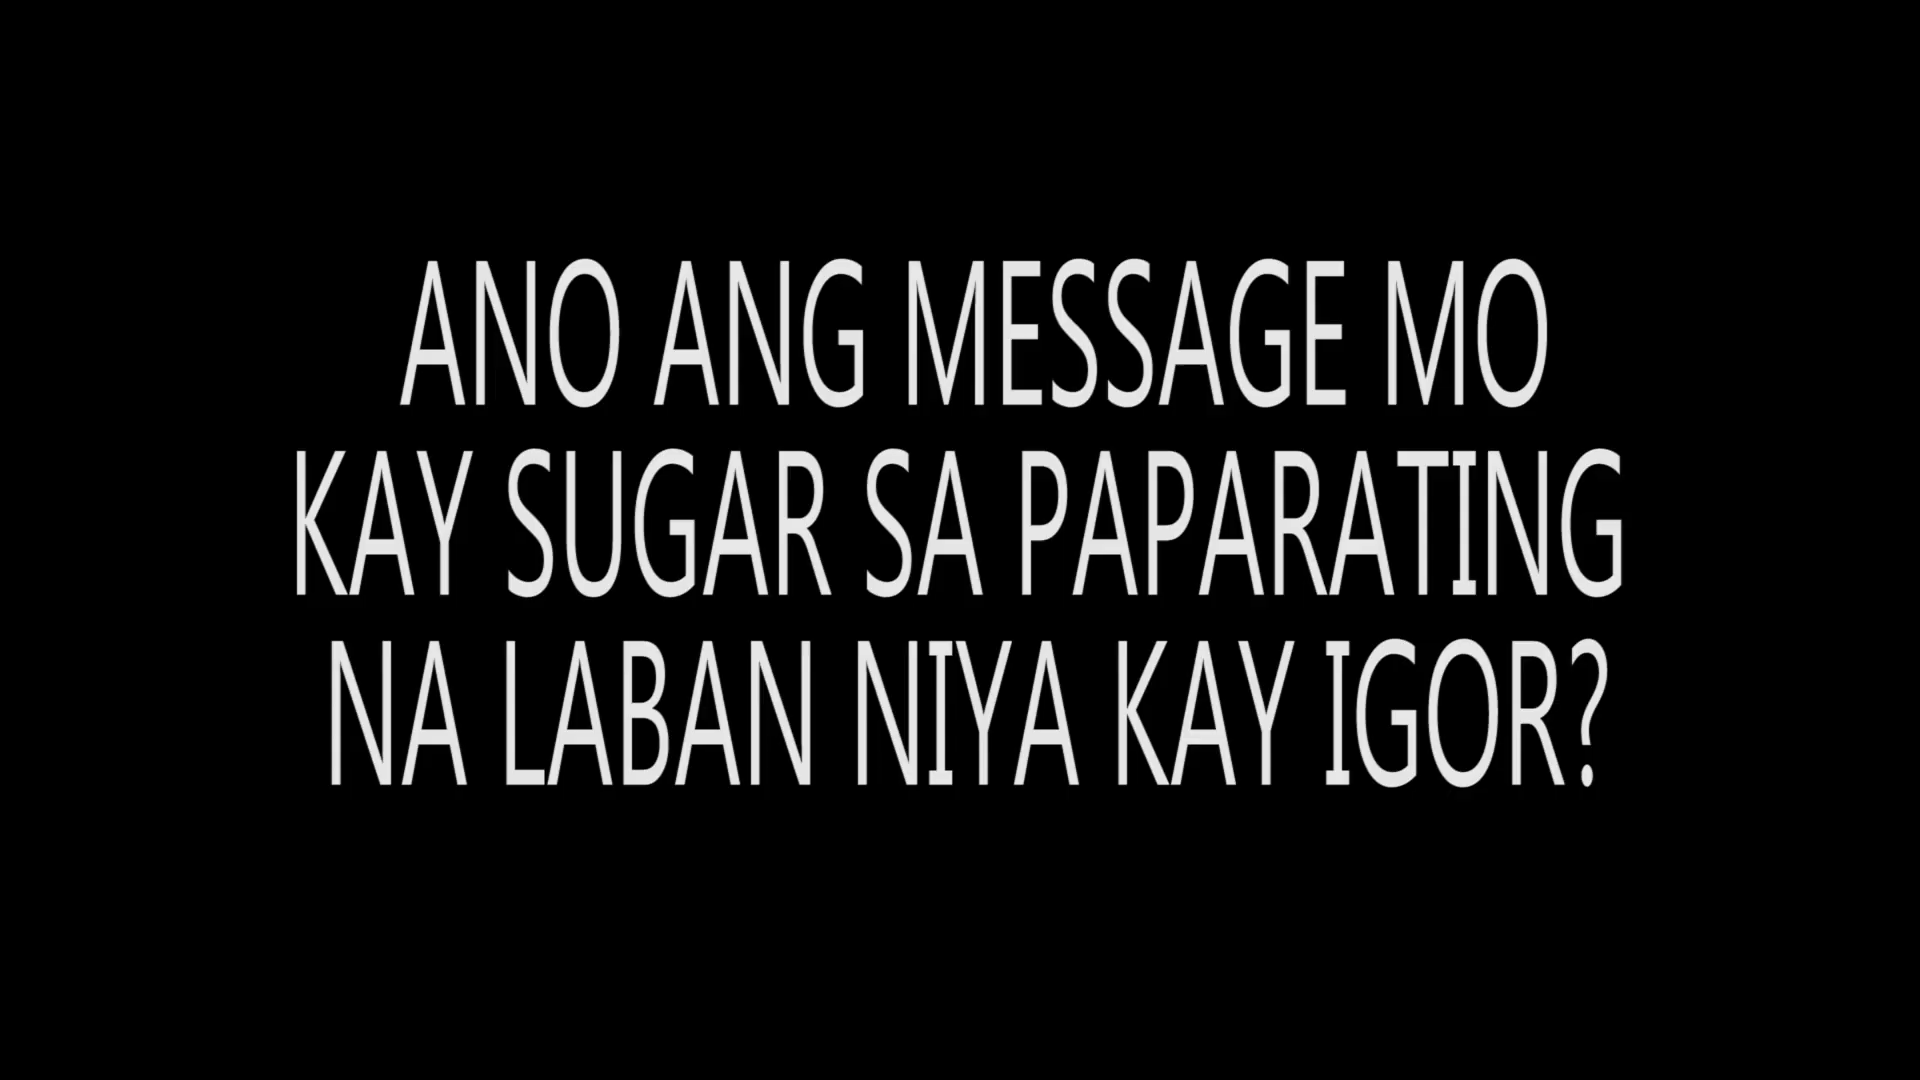 ANO ANG MESSAGE MO
KAY SUGAR SA PAPARATING
NA LABAN NIYA KAY IGOR?